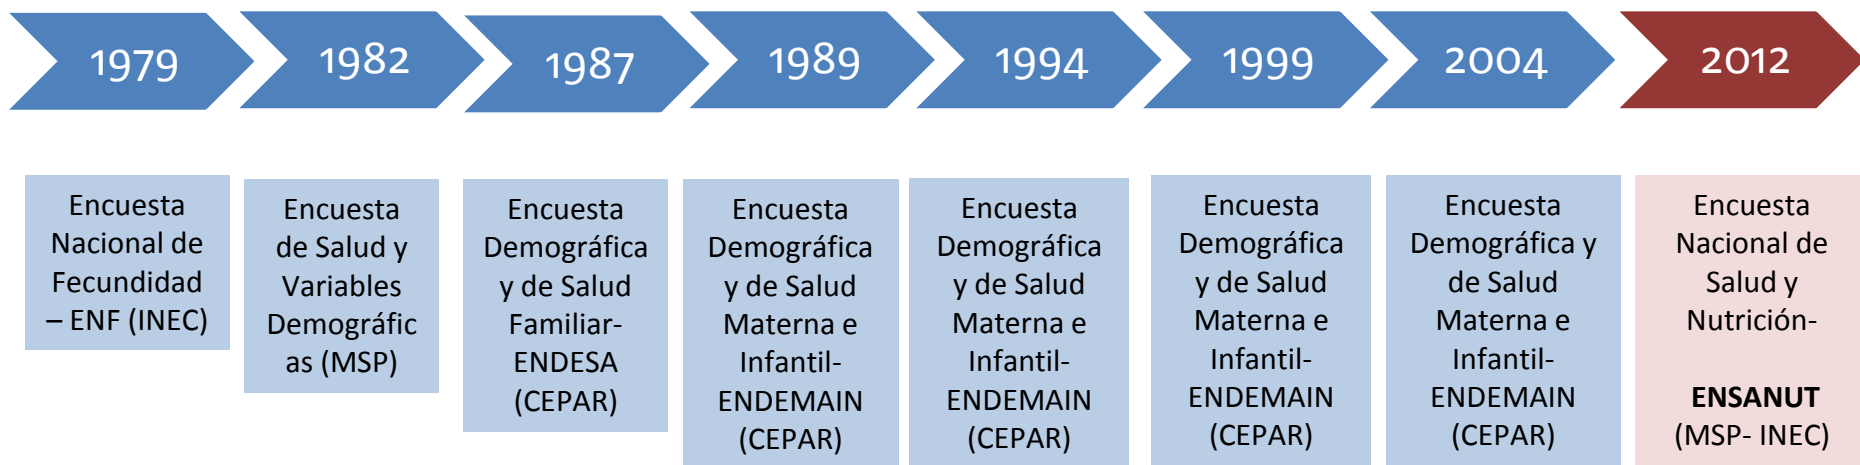 1979
1982
1987
1989
1994
1999
2004
2012
Encuesta
Nacional de
Fecundidad
– ENF (INEC)
Encuesta
de Salud y
Variables
Demográfic
as (MSP)
Encuesta
Demográfica
y de Salud
Familiar-
ENDESA
(CEPAR)
Encuesta
Demográfica
y de Salud
Materna e
Infantil-
ENDEMAIN
(CEPAR)
Encuesta
Demográfica
y de Salud
Materna e
Infantil-
ENDEMAIN
(CEPAR)
Encuesta
Demográfica
y de Salud
Materna e
Infantil-
ENDEMAIN
(CEPAR)
Encuesta
Demográfica y
de Salud
Materna e
Infantil-
ENDEMAIN
(CEPAR)
Encuesta
Nacional de
Salud y
Nutrición-
ENSANUT
(MSP- INEC)